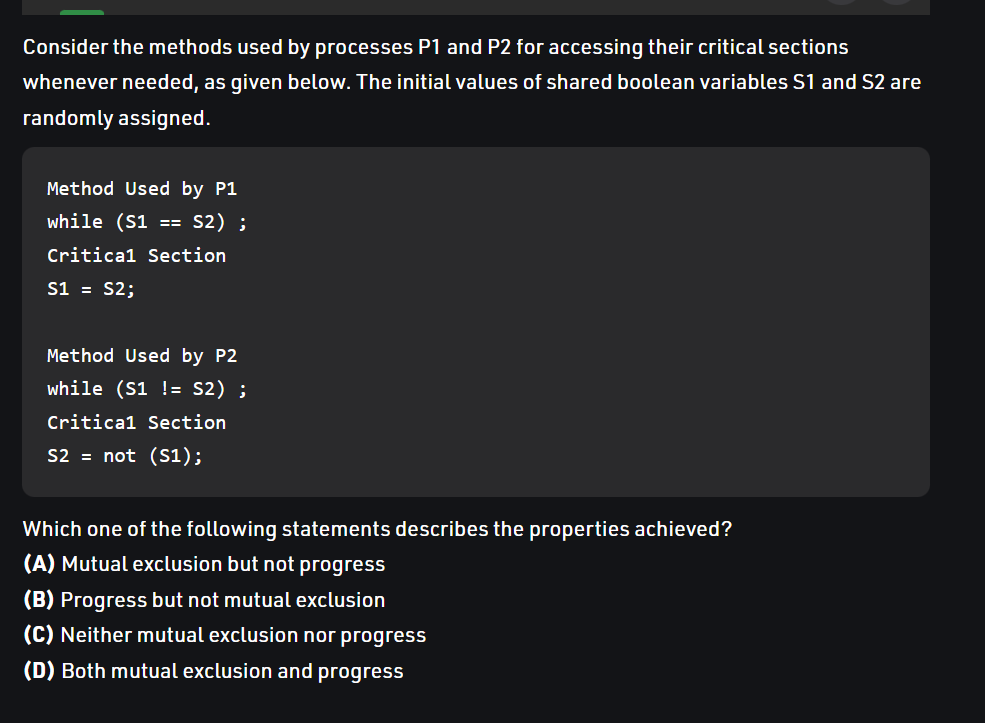 Consider the methods used by processes P1 and P2 for accessing their critical sections
whenever needed, as given below. The initial values of shared boolean variables S1 and S2 are
randomly assigned.
Method Used by P1
while (S1 == S2) ;
Critica1 Section
S1 = S2;
Method Used by P2
while (S1 != S2) ;
Critica1 Section
S2 = not (S1);
Which one of the following statements describes the properties achieved?
(A) Mutual exclusion but not progress
(B) Progress but not mutual exclusion
(C) Neither mutual exclusion nor progress
(D) Both mutual exclusion and progress